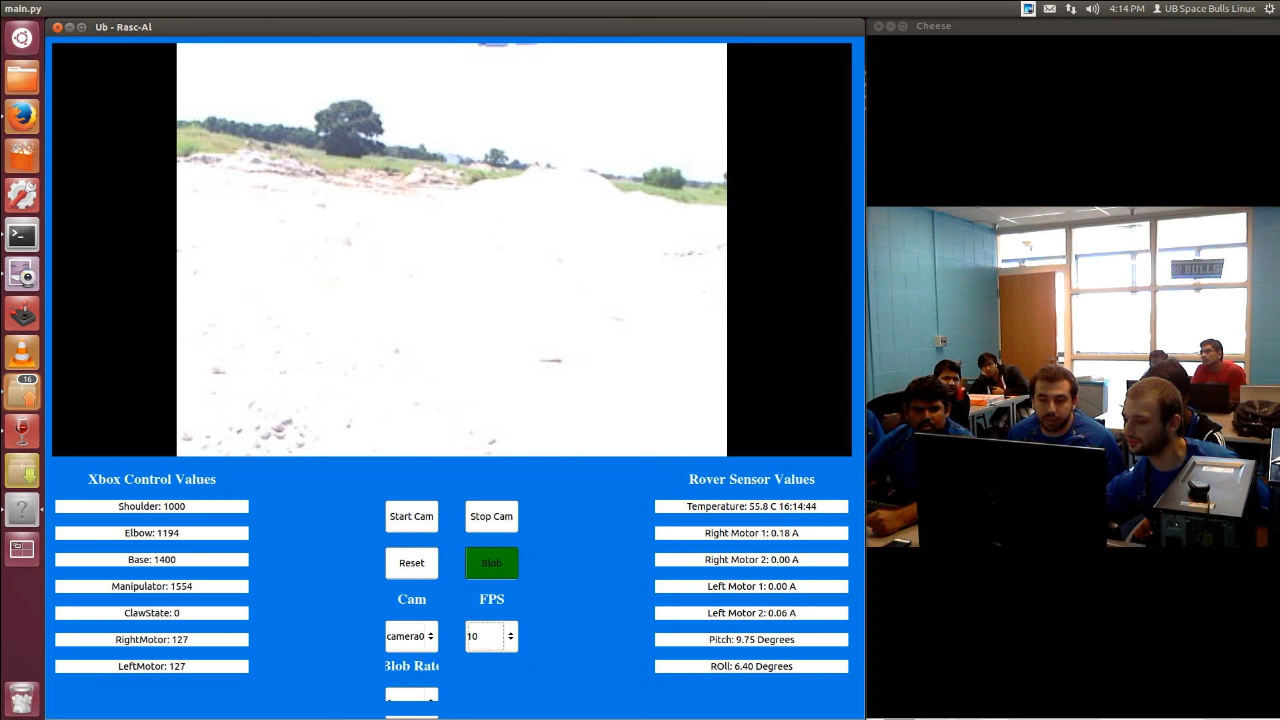 main.py
4:14 PM
UB Space Bulls Linux
Ub - Rasc-Al
Cheese
16
BULLS
Xbox Control Values
Shoulder: 1000
Elbow: 1194
Base: 1400
Manipulator: 1554
ClawState: 0
RightMotor: 127
LeftMotor: 127
Start Cam
Stop Cam
Reset
Blob
Cam
FPS
camera0
10
Blob Rate
Rover Sensor Values
Temperature: 55.8 C 16:14:44
Right Motor 1: 0.18 A
Right Motor 2: 0.00 A
Left Motor 1: 0.00 A
Left Motor 2: 0.06 A
Pitch: 9.75 Degrees
ROll: 6.40 Degrees